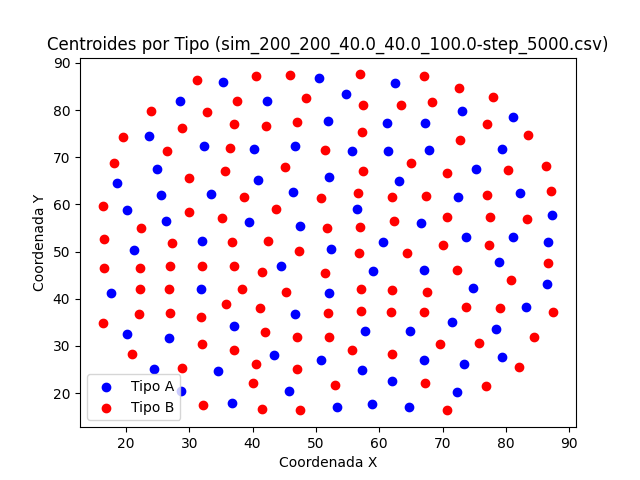 Centroides por Tipo (sim_200_200_40.0_40.0_100.0-step_5000.csv)
90
80
70
60
50
40
30
20
Coordenada Y
Tipo A
Tipo B
20 30 40 50 60 70 80 90
Coordenada X